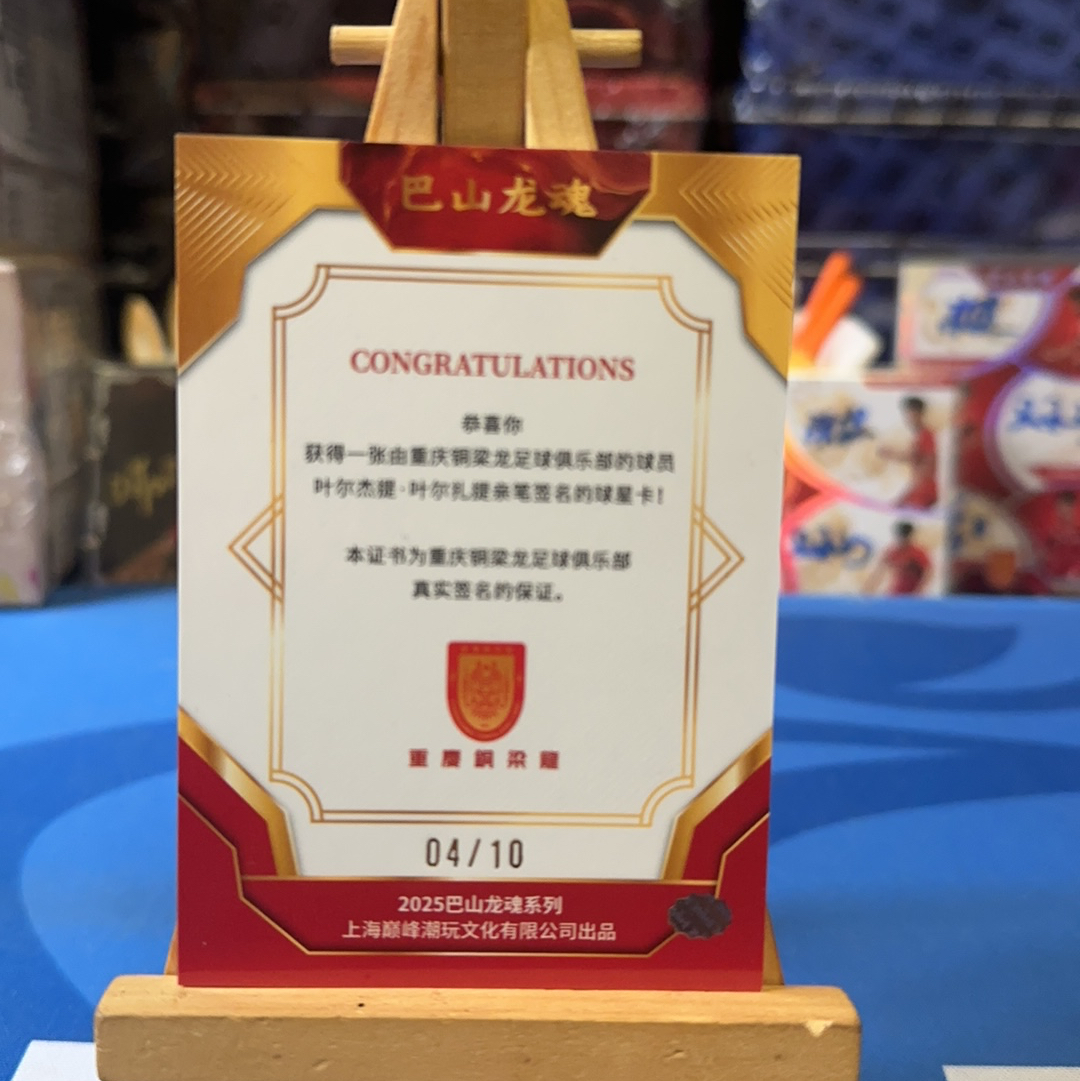 巴山龙魂
CONGRATULATIONS
恭喜你
获得一张由重庆铜梁龙足球俱乐部的球员
叶尔杰提·叶尔扎提亲笔签名的球星卡！
本证书为重庆铜梁龙足球俱乐部
真实签名的保证。
重慶銅梁龍
04/10
2025巴山龙魂系列
上海巅峰潮玩文化有限公司出品